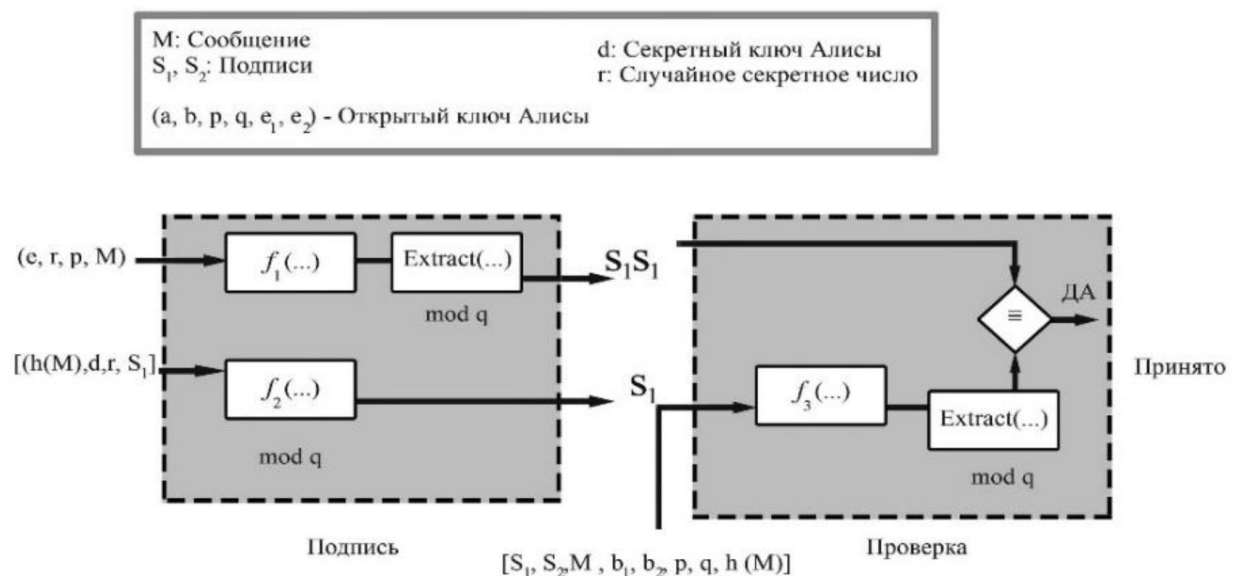 M: Сообщение
S₁, S₂: Подписи
d: Секретный ключ Алисы
r: Случайное секретное число
(a, b, p, q, e₁, e₂) - Открытый ключ Алисы
(e, r, p, M)
f₁(...)
Extract(...)
mod q
S₁S₁
≡
ДА
Принято
[(h(M),d,r, S₁]
f₂(...)
mod q
S₁
f₃(...)
Extract(...)
mod q
Подпись
Проверка
[S₁, S₂,M , b₁, b₂, p, q, h (M)]